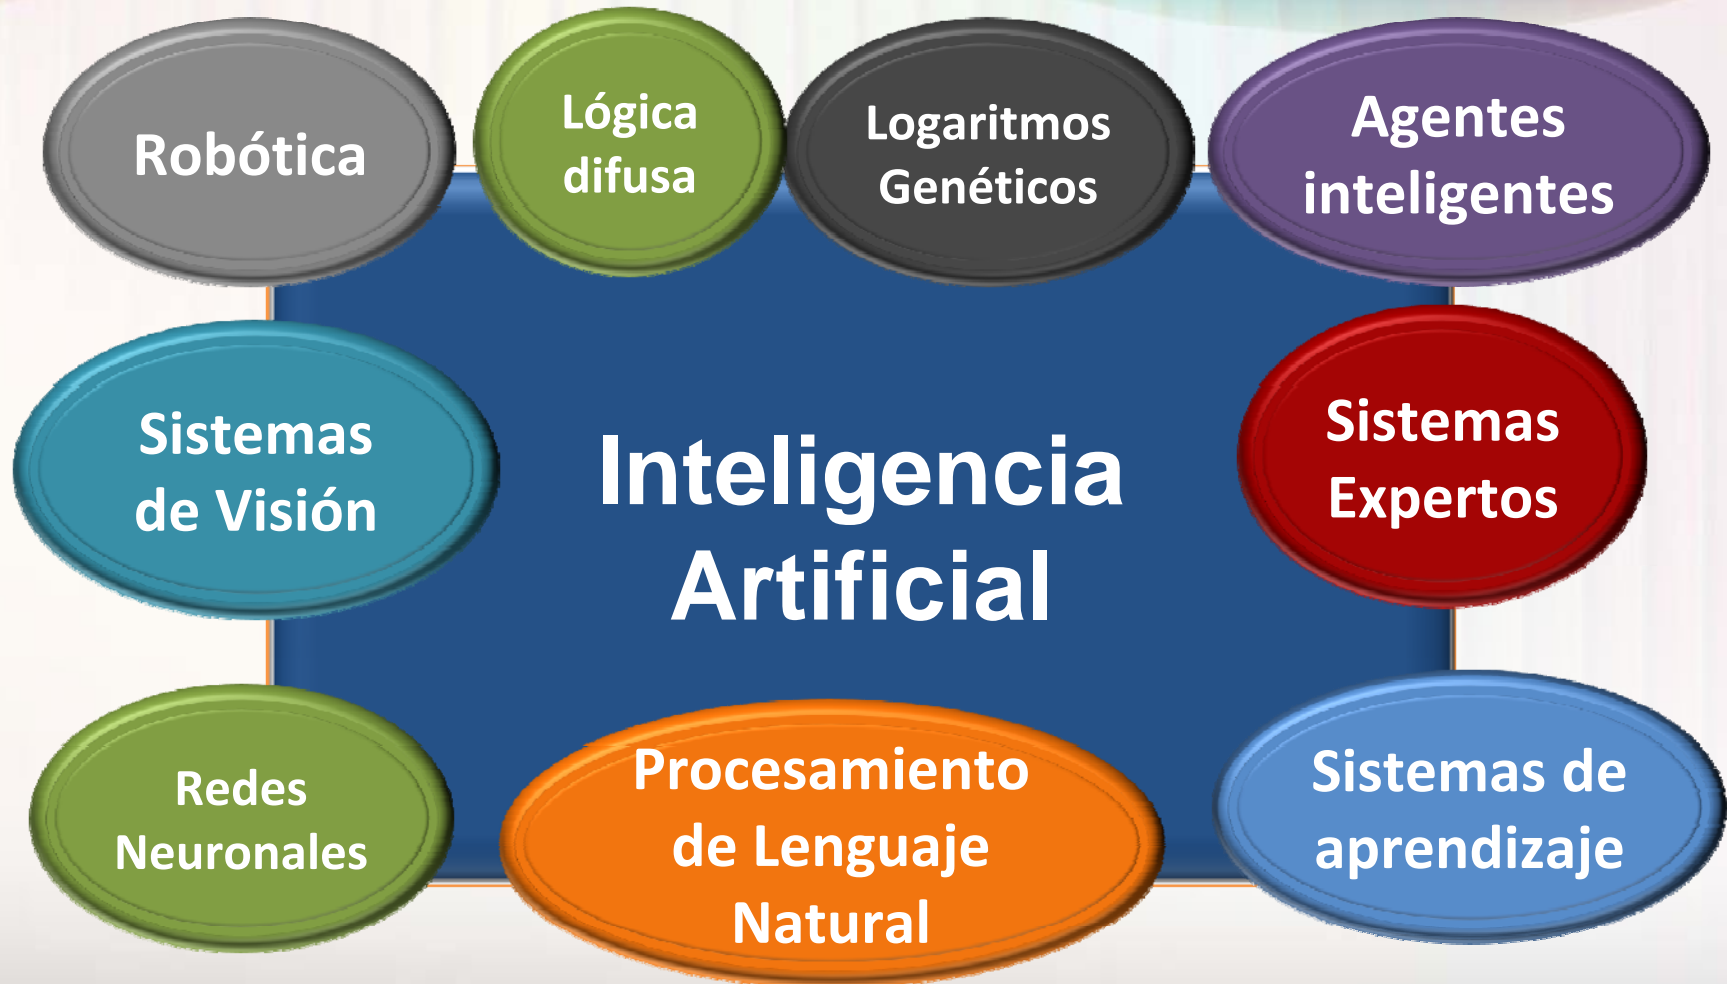 Robótica
Lógica
difusa
Logaritmos
Genéticos
Agentes
inteligentes
Sistemas
de Visión
Inteligencia
Artificial
Sistemas
Expertos
Redes
Neuronales
Procesamiento
de Lenguaje
Natural
Sistemas de
aprendizaje